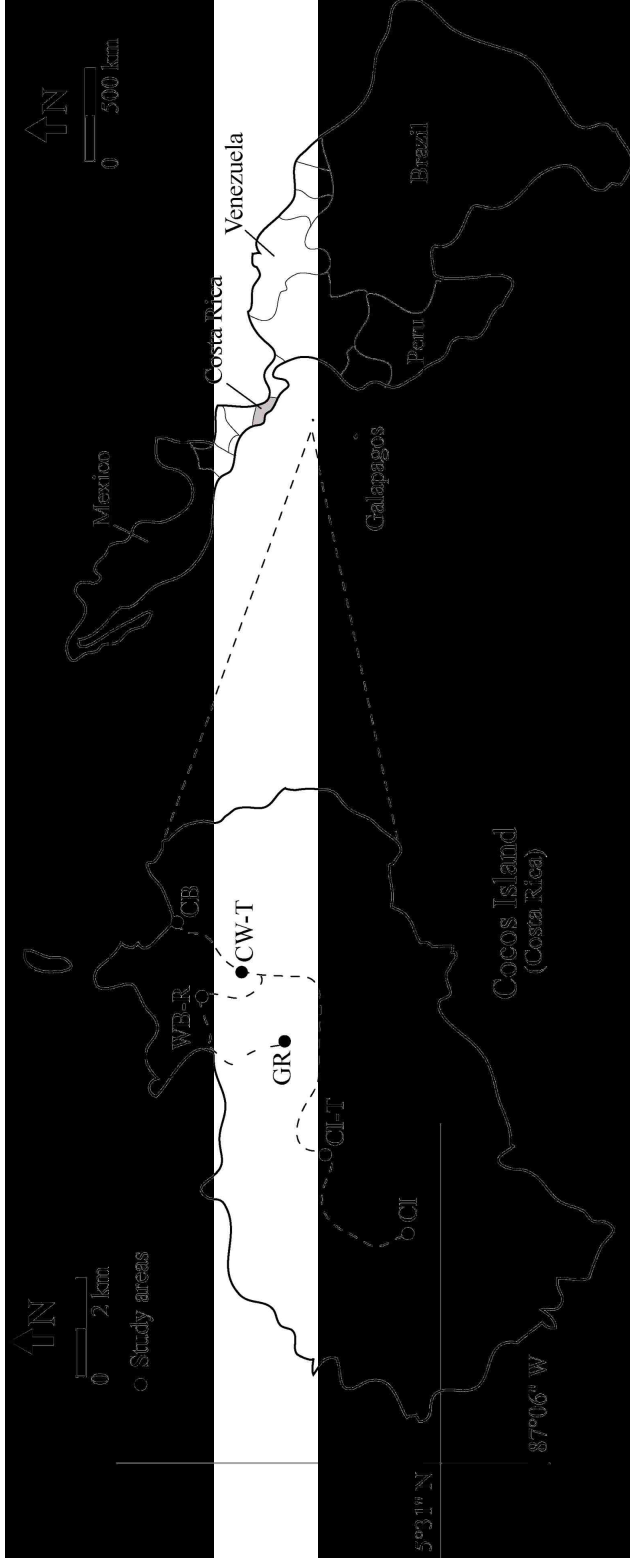 N
0 2 km
Study areas
WB-R
CB
CW-T
GR
CI-T
CI
5°31'' N
87°06'' W
Cocos Island
(Costa Rica)
N
0 500 km
Mexico
Costa Rica
Venezuela
Galapagos
Peru
Brazil